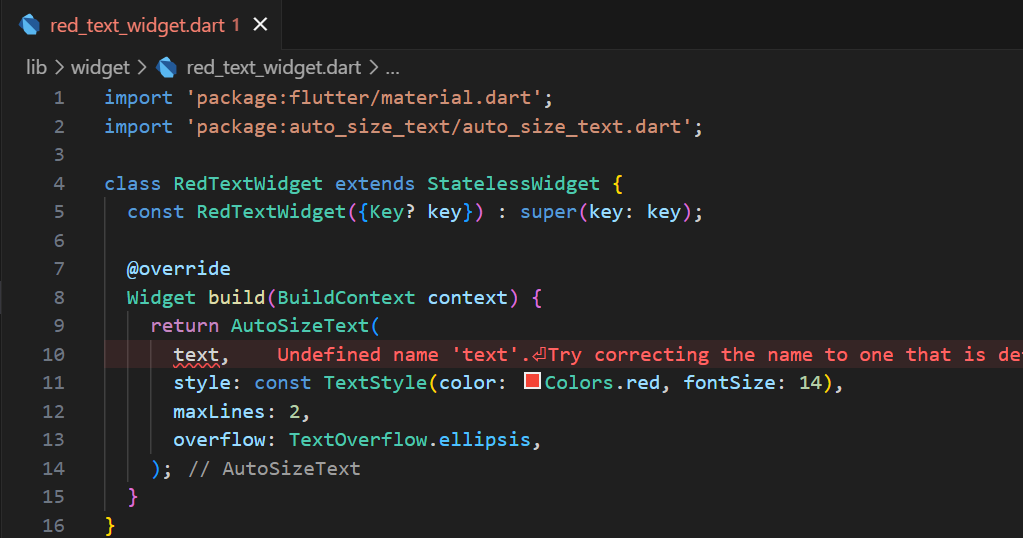 red_text_widget.dart 1
lib > widget > red_text_widget.dart > ...
1 import 'package:flutter/material.dart';
2 import 'package:auto_size_text/auto_size_text.dart';
3
4 class RedTextWidget extends StatelessWidget {
5 const RedTextWidget({Key? key}) : super(key: key);
6
7 @override
8 Widget build(BuildContext context) {
9 return AutoSizeText(
10 text, Undefined name 'text'.⏎Try correcting the name to one that is de
11 style: const TextStyle(color: Colors.red, fontSize: 14),
12 maxLines: 2,
13 overflow: TextOverflow.ellipsis,
14 ); // AutoSizeText
15 }
16 }